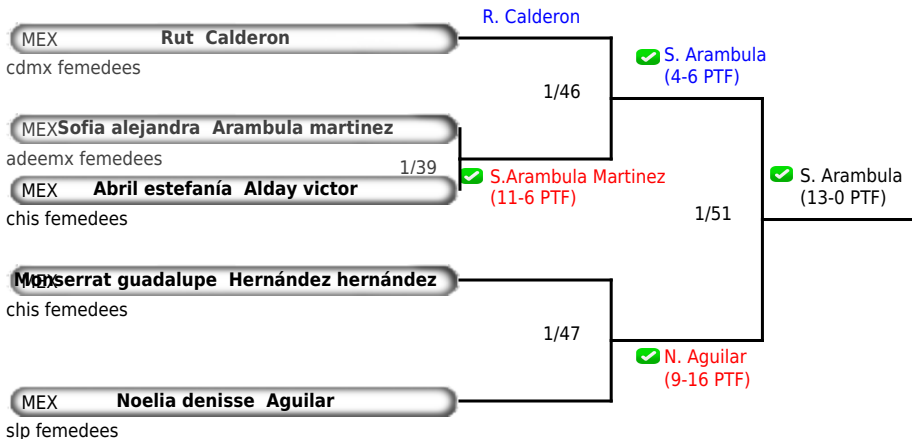 R. Calderon
MEX Rut Calderon
cdmx femedees
S. Arambula
(4-6 PTF)
1/46
MEX Sofia alejandra Arambula martinez
adeemx femedees
1/39
S.Arambula Martinez
(11-6 PTF)
MEX Abril estefanía Alday victor
chis femedees
S. Arambula
(13-0 PTF)
1/51
MEX Monserrat guadalupe Hernández hernández
chis femedees
1/47
N. Aguilar
(9-16 PTF)
MEX Noelia denisse Aguilar
slp femedees